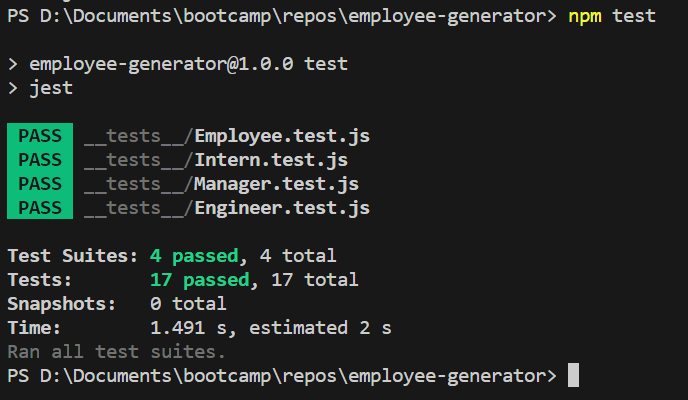 PS D:\Documents\bootcamp\repos\employee-generator> npm test
> employee-generator@1.0.0 test
> jest
PASS __tests__/Employee.test.js
PASS __tests__/Intern.test.js
PASS __tests__/Manager.test.js
PASS __tests__/Engineer.test.js
Test Suites: 4 passed, 4 total
Tests: 17 passed, 17 total
Snapshots: 0 total
Time: 1.491 s, estimated 2 s
Ran all test suites.
PS D:\Documents\bootcamp\repos\employee-generator>